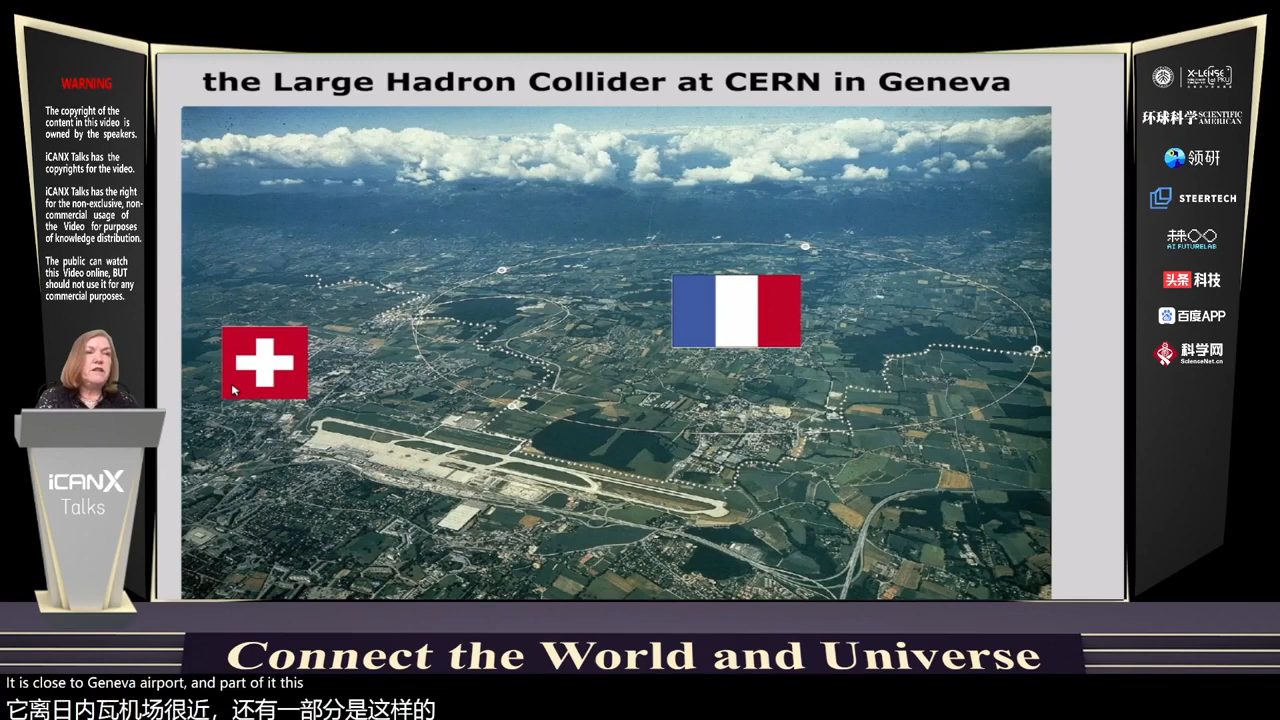 the Large Hadron Collider at CERN in Geneva
WARNING
The copyright of the
content in this video is
owned by the speakers.
iCANX Talks has the
copyrights for the video.
iCANX Talks has the right
for the non-exclusive, non-
commercial usage of
the Video for purposes
of knowledge distribution.
The public can watch
this Video online, BUT
should not use it for any
commercial purposes.
iCANX
Talks
X-LENSE
环球科学 SCIENTIFIC AMERICAN
领研
STEERTECH
AI FUTURELAB
头条 科技
百度APP
科学网
ScienceNet.cn
Connect the World and Universe
It is close to Geneva airport, and part of it this
它离日内瓦机场很近，还有一部分是这样的